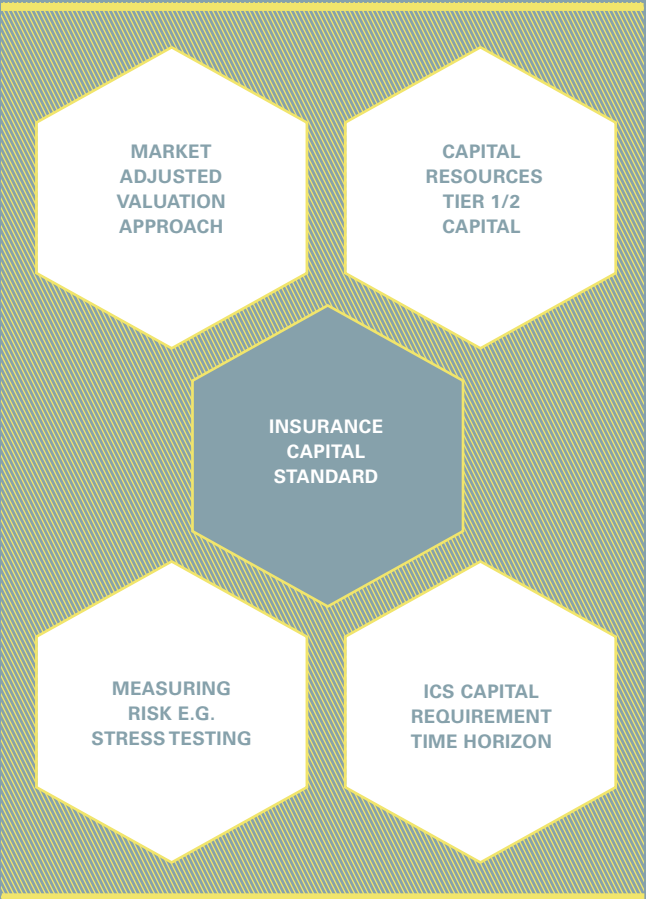 MARKET
ADJUSTED
VALUATION
APPROACH
CAPITAL
RESOURCES
TIER 1/2
CAPITAL
INSURANCE
CAPITAL
STANDARD
MEASURING
RISK E.G.
STRESS TESTING
ICS CAPITAL
REQUIREMENT
TIME HORIZON